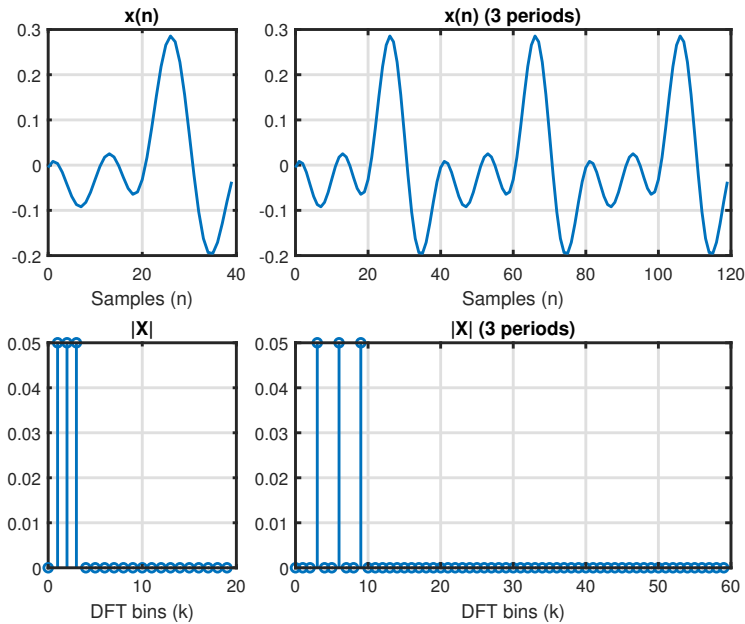 x(n)
0.3
0.2
0.1
0
-0.1
-0.2
0 20 40
Samples (n)
x(n) (3 periods)
0.3
0.2
0.1
0
-0.1
-0.2
0 20 40 60 80 100 120
Samples (n)
|X|
0.05
0.04
0.03
0.02
0.01
0
0 10 20
DFT bins (k)
|X| (3 periods)
0.05
0.04
0.03
0.02
0.01
0
0 10 20 30 40 50 60
DFT bins (k)